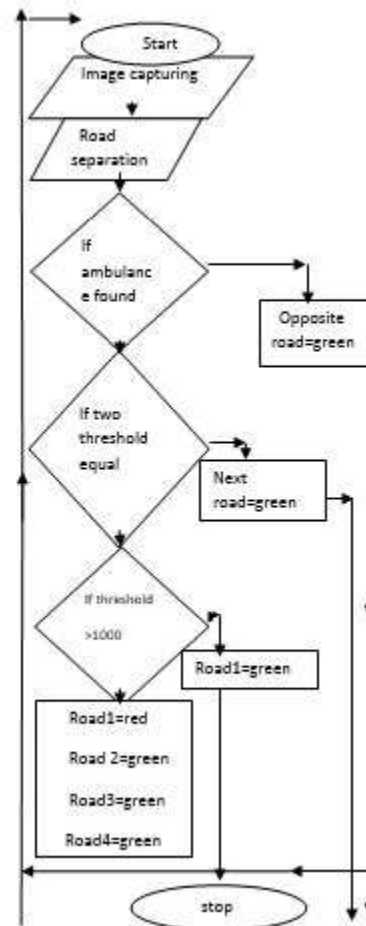 Start
Image capturing
Road
separation
If
ambulanc
e found
Opposite
road=green
If two
threshold
equal
Next
road=green
If threshold
>1000
Road1=green
Road1=red
Road 2=green
Road3=green
Road4=green
stop